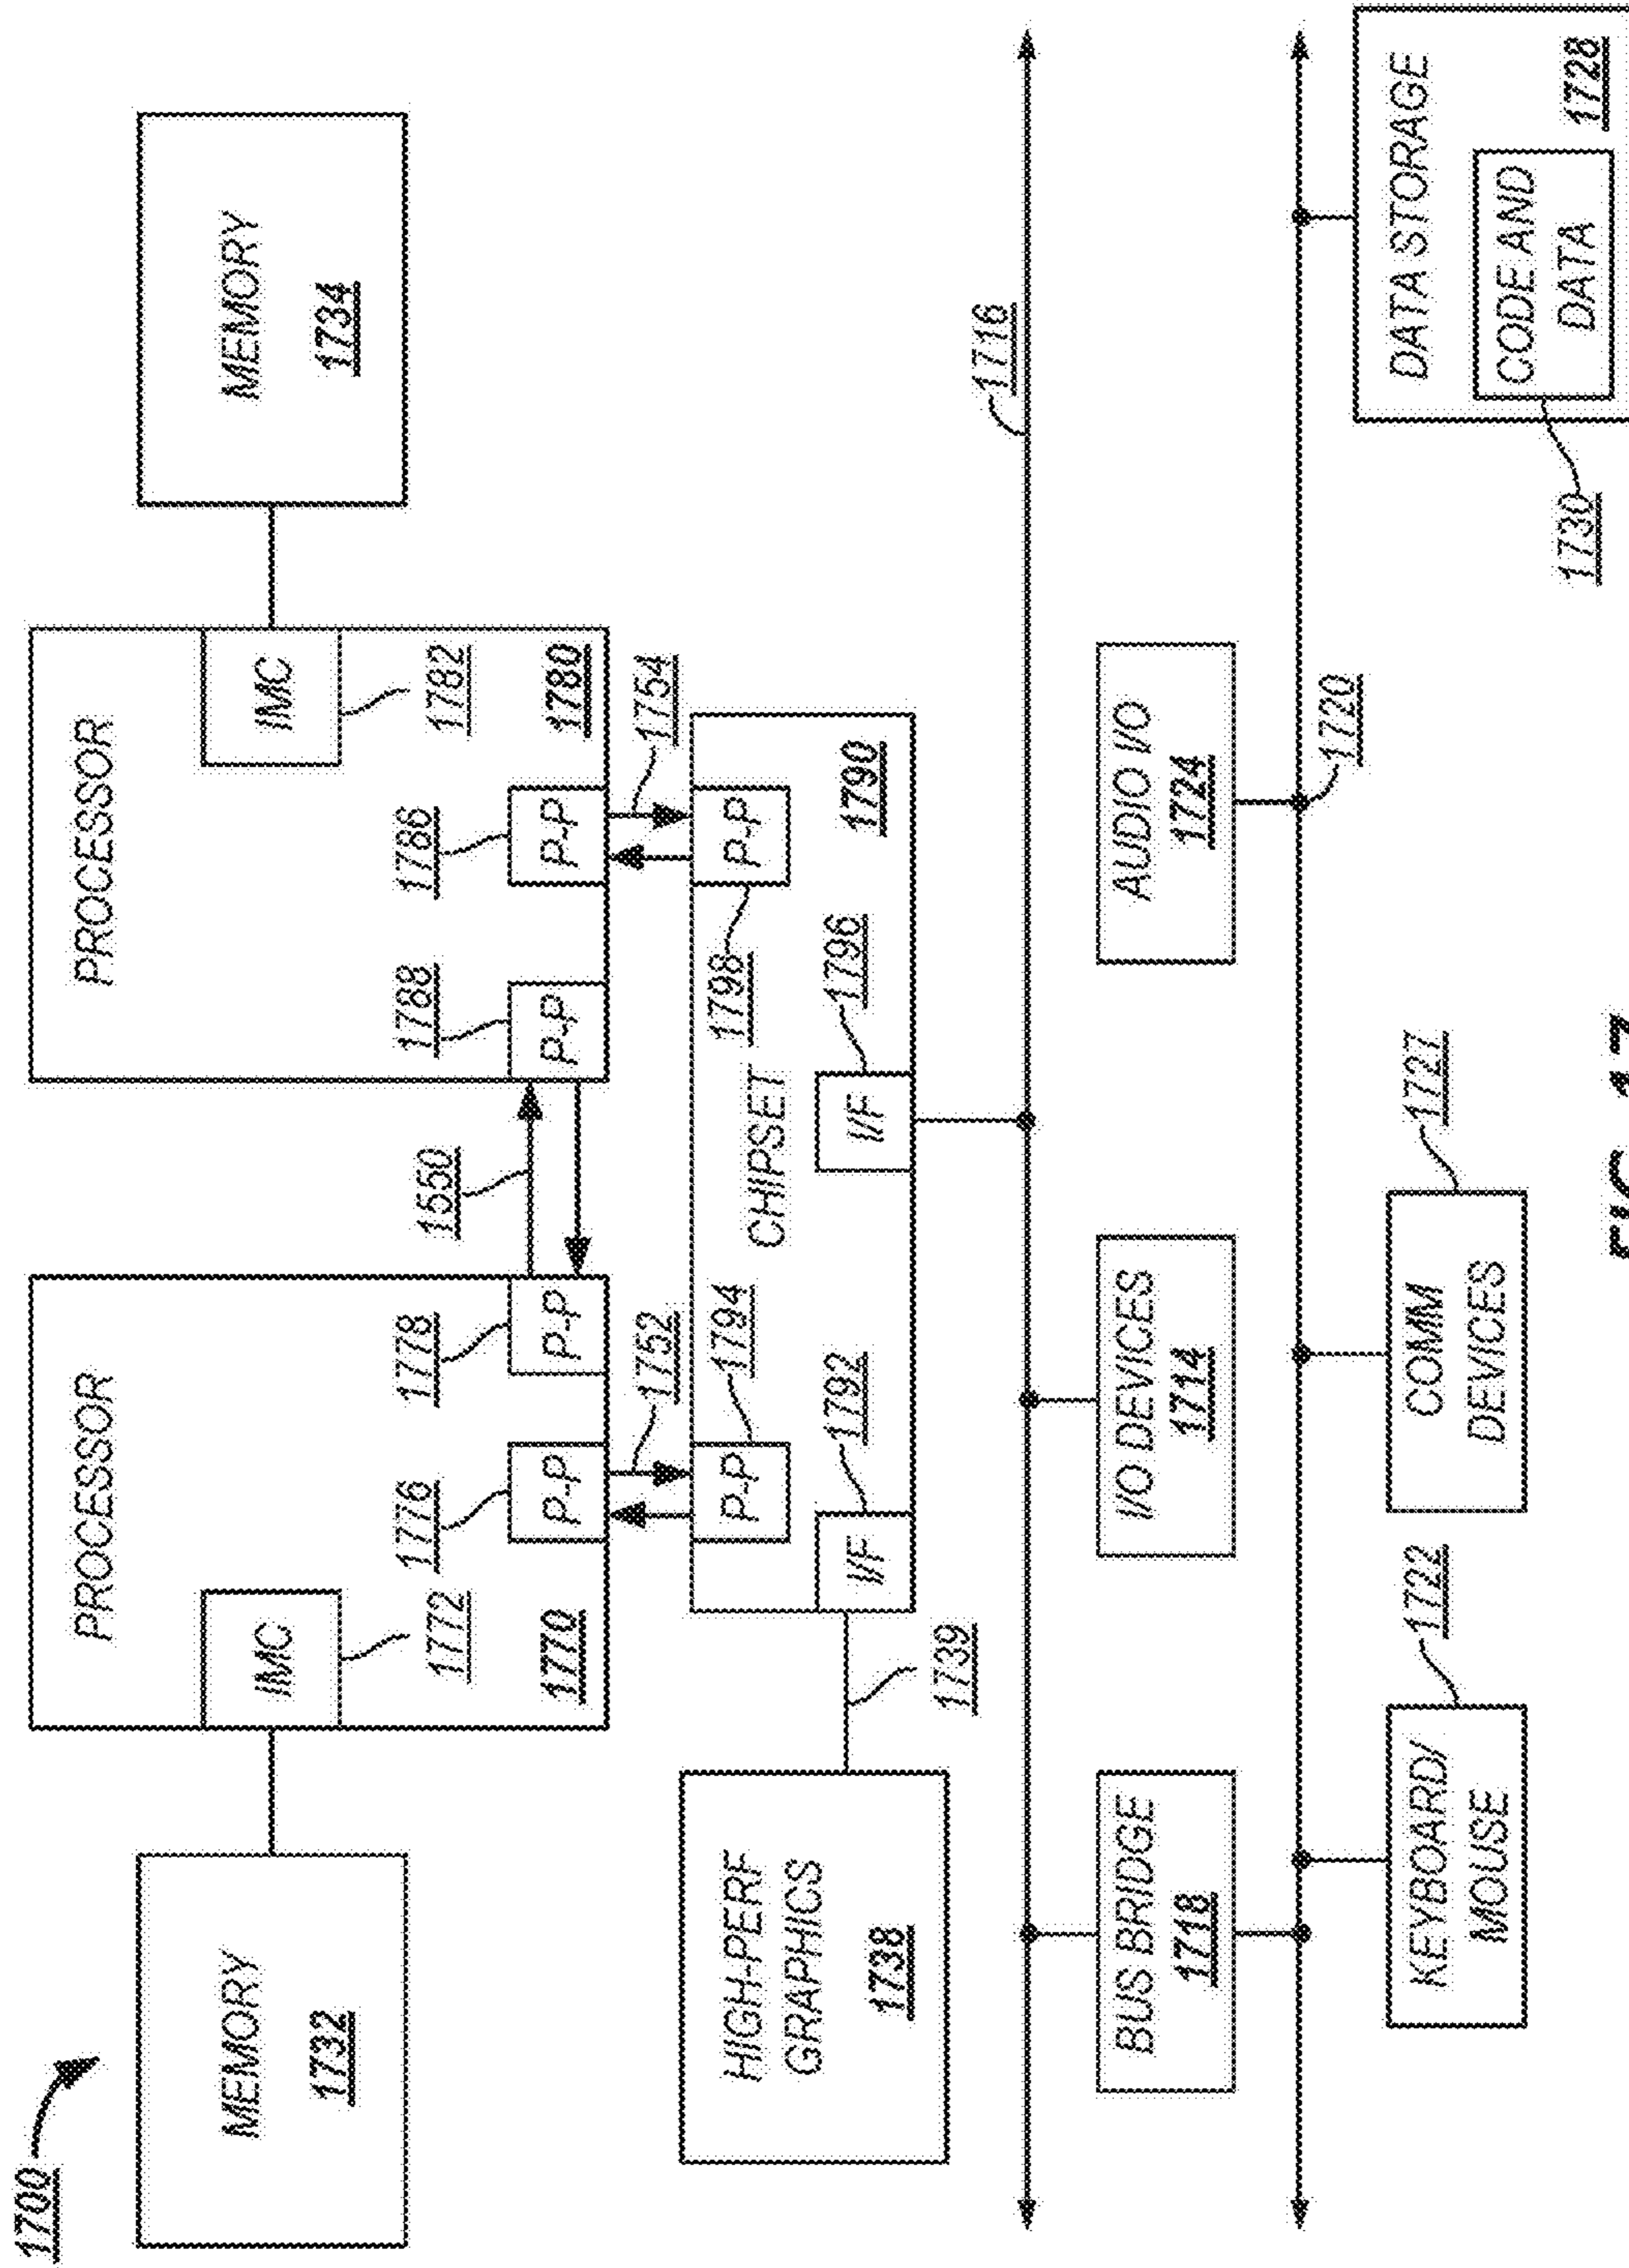 1700
MEMORY
1732
PROCESSOR
IMC
1772
1770
1776
P-P
1778
P-P
1550
PROCESSOR
1788
P-P
1786
P-P
IMC
1782
1780
MEMORY
1734
1752
1754
HIGH-PERF
GRAPHICS
1738
1739
P-P
1794
I/F
1792
CHIPSET
P-P
1798
I/F
1796
1790
1716
BUS BRIDGE
1718
I/O DEVICES
1714
AUDIO I/O
1724
1720
KEYBOARD/
MOUSE
1722
COMM
DEVICES
1727
DATA STORAGE
CODE AND
DATA
1728
1730